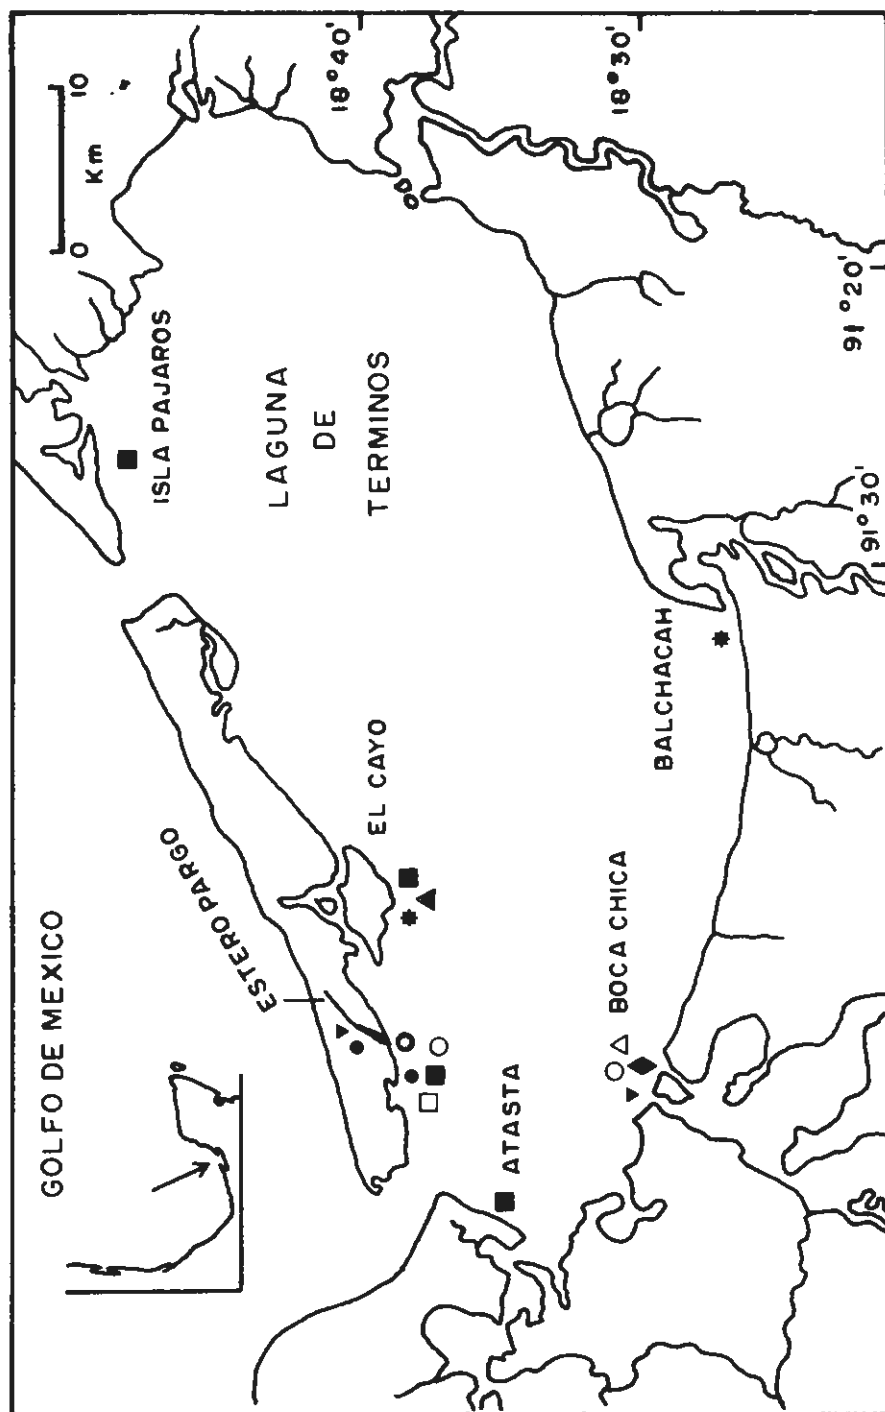 GOLFO DE MEXICO
0 10
Km
ISLA PAJAROS
18°40'
LAGUNA
DE
TERMINOS
ESTERO PARGO
EL CAYO
18°30'
ATASTA
BOCA CHICA
BALCHACAH
91°30'
91°20'